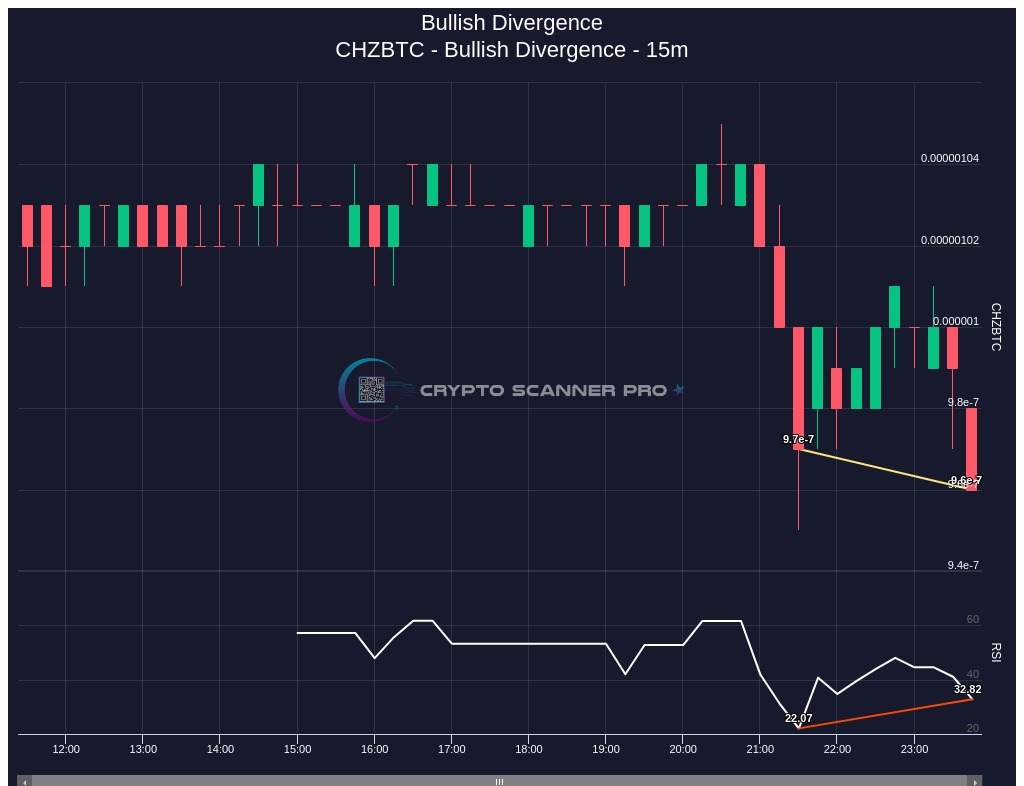 Bullish Divergence
CHZBTC - Bullish Divergence - 15m
0.00000104
0.00000102
0.000001
CHZBTC
9.8e-7
CRYPTO SCANNER PRO
9.7e-7
9.6e-7
9.4e-7
60
RSI
40
32.82
22.07
20
12:00 13:00 14:00 15:00 16:00 17:00 18:00 19:00 20:00 21:00 22:00 23:00